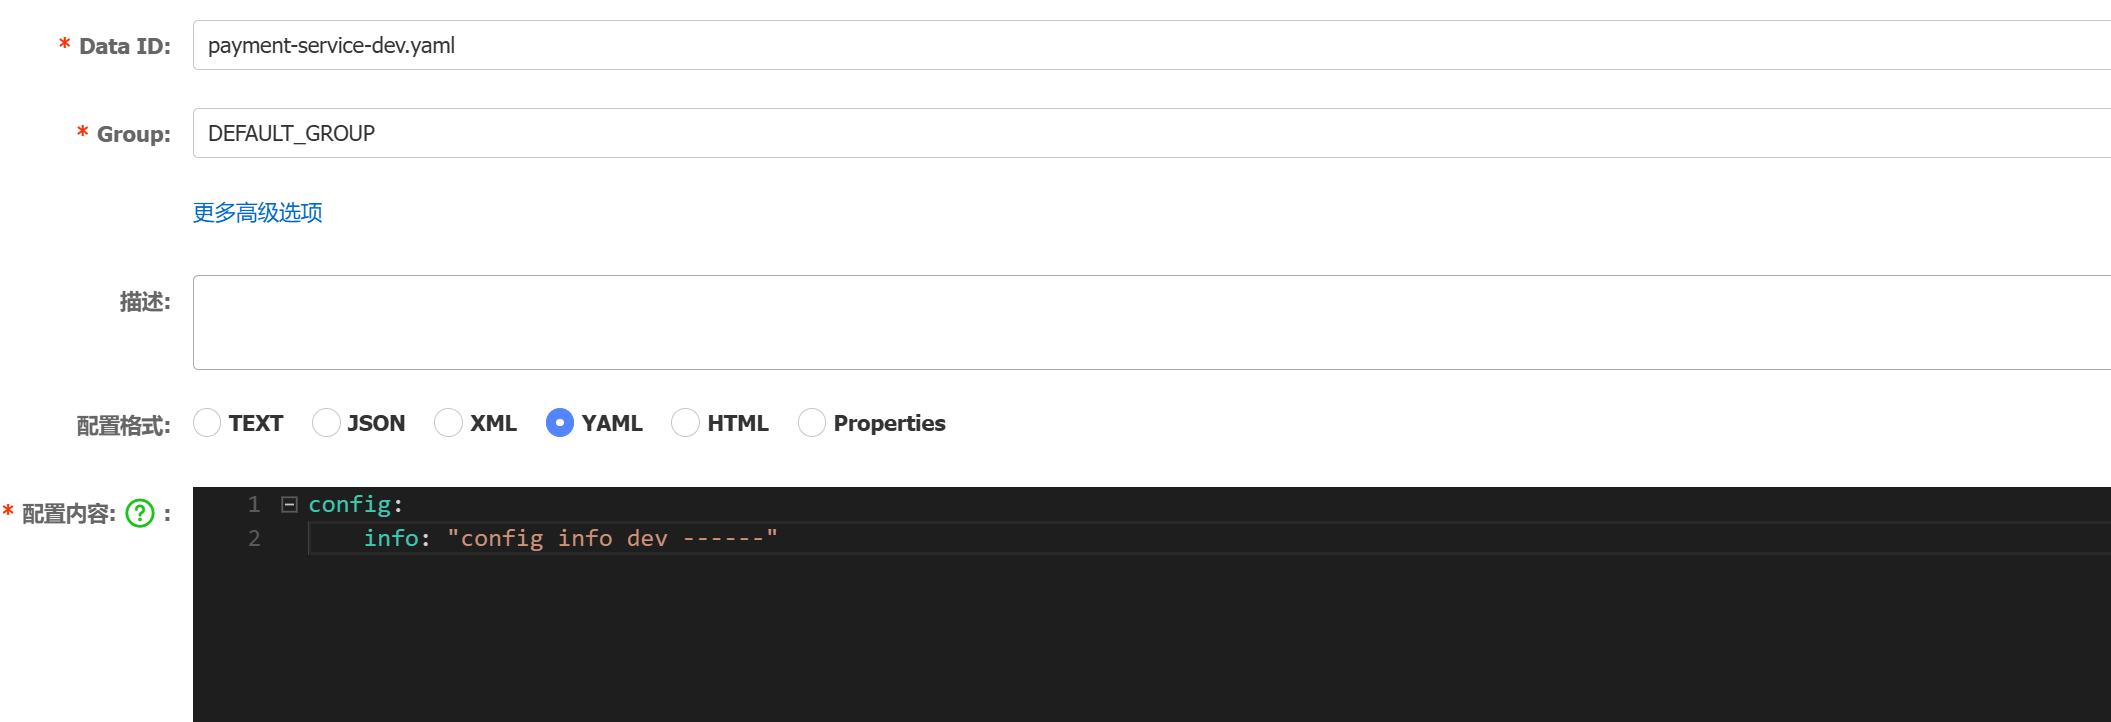 * Data ID: payment-service-dev.yaml
* Group: DEFAULT_GROUP
更多高级选项
描述:
配置格式: TEXT JSON XML YAML HTML Properties
* 配置内容: ? : 1 config:
2 info: "config info dev ------"